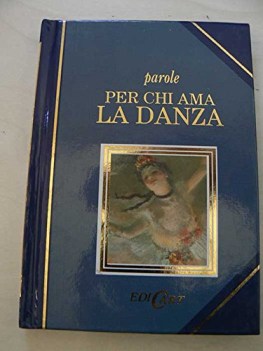 parole
PER CHI AMA
LA DANZA
EDICART